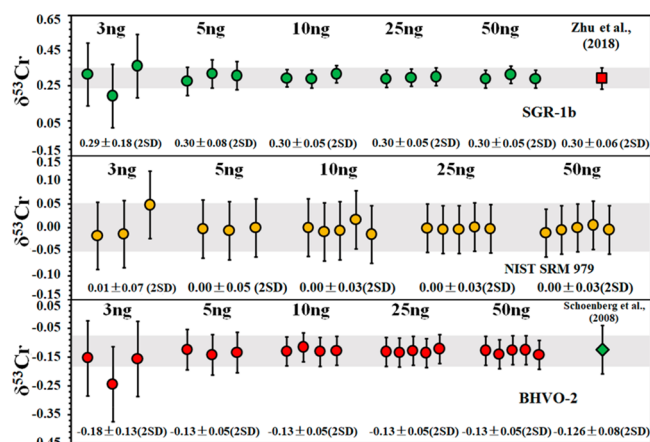 0.65
0.45
0.25
0.05
-0.15
δ⁵³Cr
3ng 5ng 10ng 25ng 50ng Zhu et al., (2018)
SGR-1b
0.29 ± 0.18 (2SD) 0.30 ± 0.08 (2SD) 0.30 ± 0.05 (2SD) 0.30 ± 0.05 (2SD) 0.30 ± 0.05 (2SD) 0.30 ± 0.06 (2SD)
0.15
0.10
0.05
0.00
-0.05
-0.10
0.15
δ⁵³Cr
3ng 5ng 10ng 25ng 50ng
NIST SRM 979
0.01 ± 0.07 (2SD) 0.00 ± 0.05 (2SD) 0.00 ± 0.03(2SD) 0.00 ± 0.03(2SD) 0.00 ± 0.03(2SD)
0.05
-0.05
-0.15
-0.25
-0.35
δ⁵³Cr
3ng 5ng 10ng 25ng 50ng Schoenberg et al., (2008)
BHVO-2
-0.18 ± 0.13(2SD) -0.13 ± 0.05(2SD) -0.13 ± 0.05(2SD) -0.13 ± 0.05(2SD) -0.13 ± 0.05(2SD) -0.126 ± 0.08 (2SD)